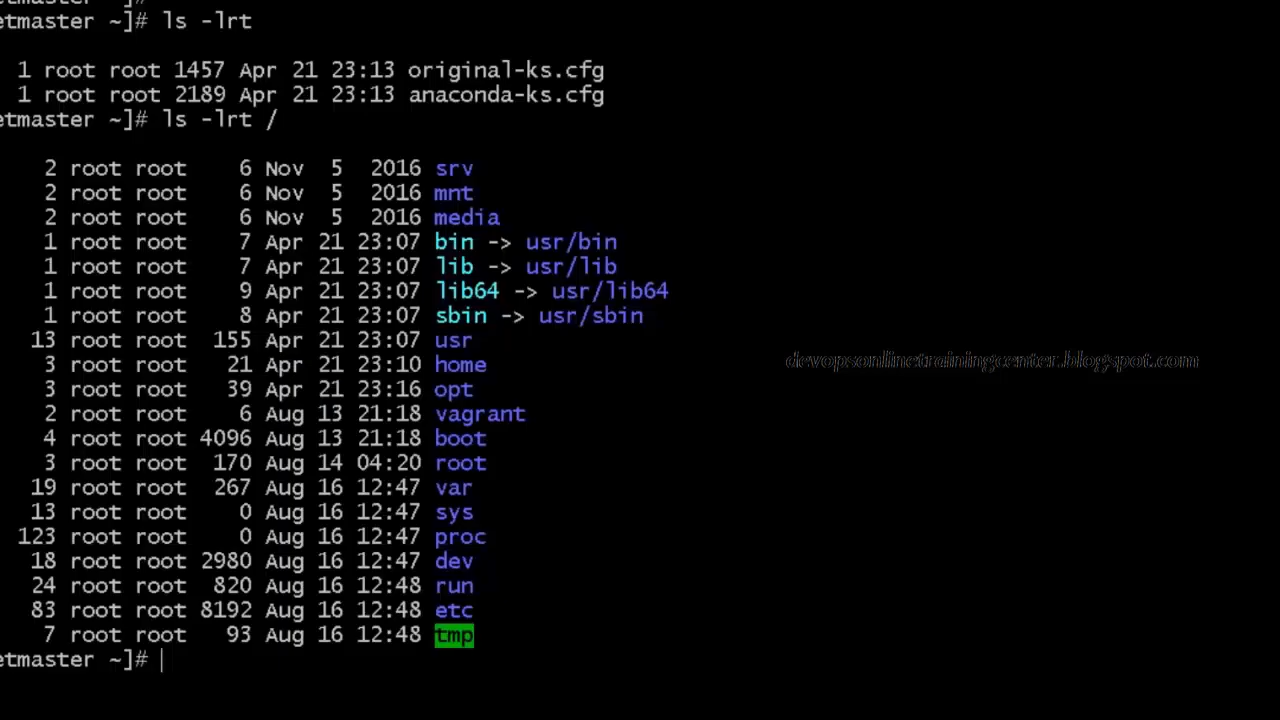 etmaster ~]# ls -lrt
1 root root 1457 Apr 21 23:13 original-ks.cfg
1 root root 2189 Apr 21 23:13 anaconda-ks.cfg
etmaster ~]# ls -lrt /
2 root root 6 Nov 5 2016 srv
2 root root 6 Nov 5 2016 mnt
2 root root 6 Nov 5 2016 media
1 root root 7 Apr 21 23:07 bin -> usr/bin
1 root root 7 Apr 21 23:07 lib -> usr/lib
1 root root 9 Apr 21 23:07 lib64 -> usr/lib64
1 root root 8 Apr 21 23:07 sbin -> usr/sbin
13 root root 155 Apr 21 23:07 usr
3 root root 21 Apr 21 23:10 home
devopsonlinetrainingcenter.blogspot.com
3 root root 39 Apr 21 23:16 opt
2 root root 6 Aug 13 21:18 vagrant
4 root root 4096 Aug 13 21:18 boot
3 root root 170 Aug 14 04:20 root
19 root root 267 Aug 16 12:47 var
13 root root 0 Aug 16 12:47 sys
123 root root 0 Aug 16 12:47 proc
18 root root 2980 Aug 16 12:47 dev
24 root root 820 Aug 16 12:48 run
83 root root 8192 Aug 16 12:48 etc
7 root root 93 Aug 16 12:48 tmp
etmaster ~]#